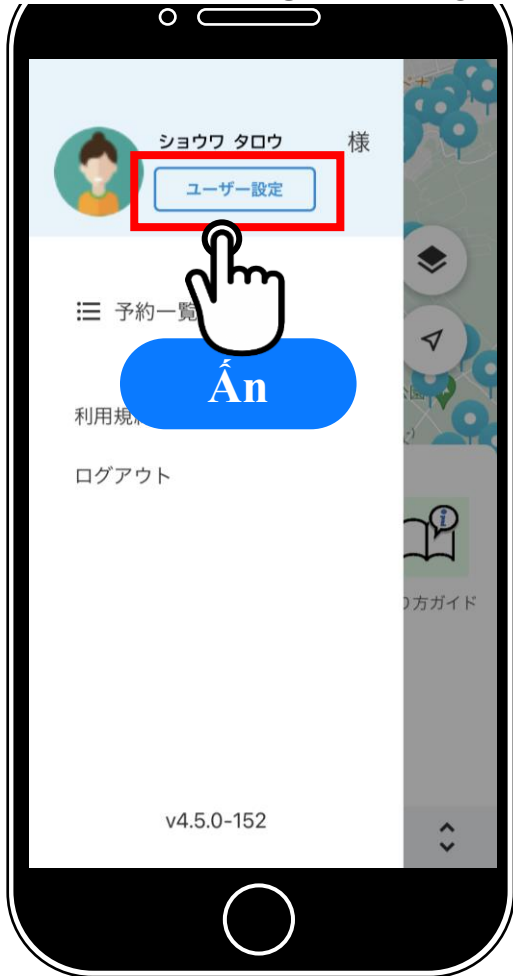 ショウワ タロウ 様
ユーザー設定
予約一覧
Ấn
利用規
ログアウト
方ガイド
v4.5.0-152